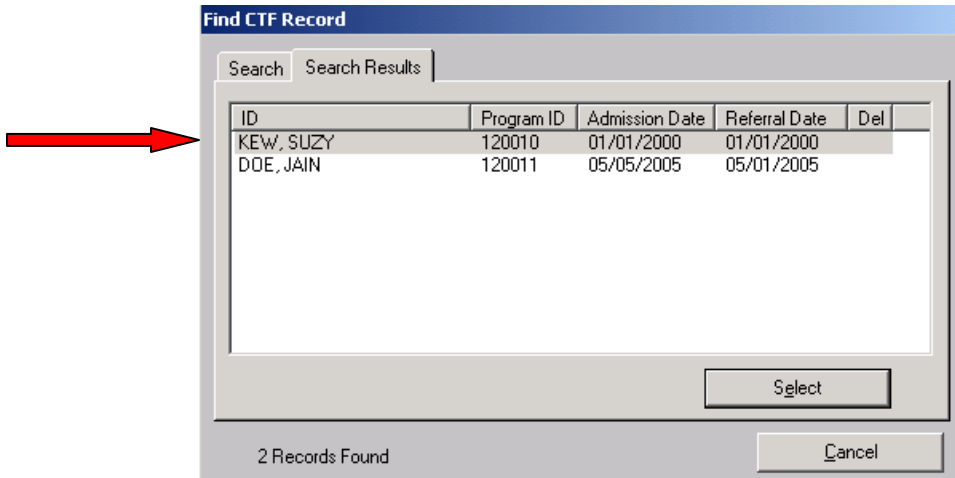 Find CTF Record
Search Search Results
ID Program ID Admission Date Referral Date Del
KEW, SUZY 120010 01/01/2000 01/01/2000
DOE, JAIN 120011 05/05/2005 05/01/2005
Select
2 Records Found Cancel